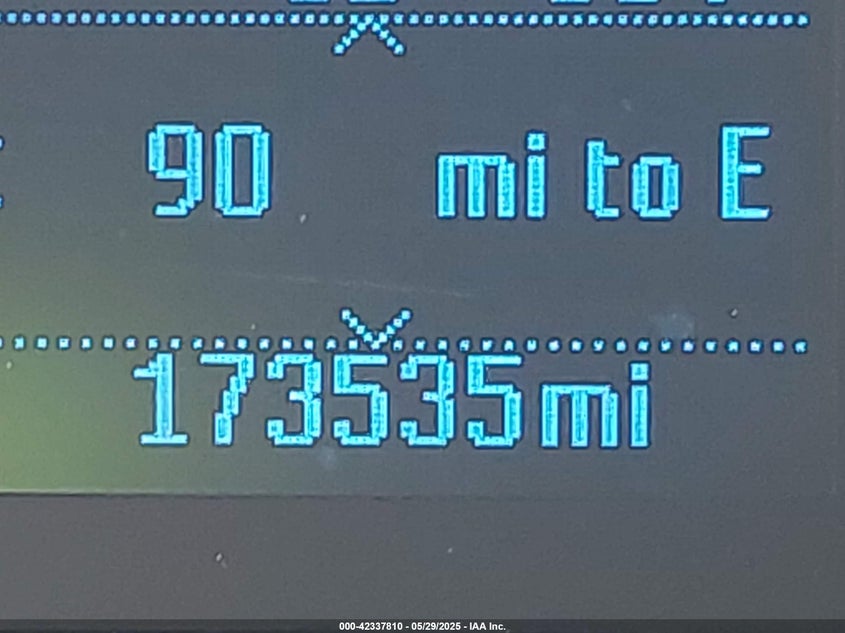 90 mi to E
173535mi
000-42337810 - 05/29/2025 - IAA Inc.